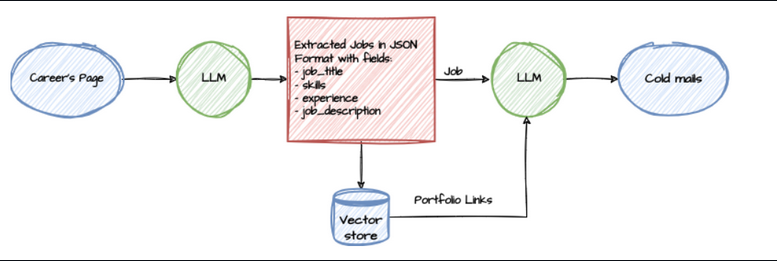 Career's Page
LLM
Extracted Jobs in JSON
Format with fields:
- job_title
- skills
- experience
- job_description
Job
LLM
Cold mails
Portfolio Links
Vector
store